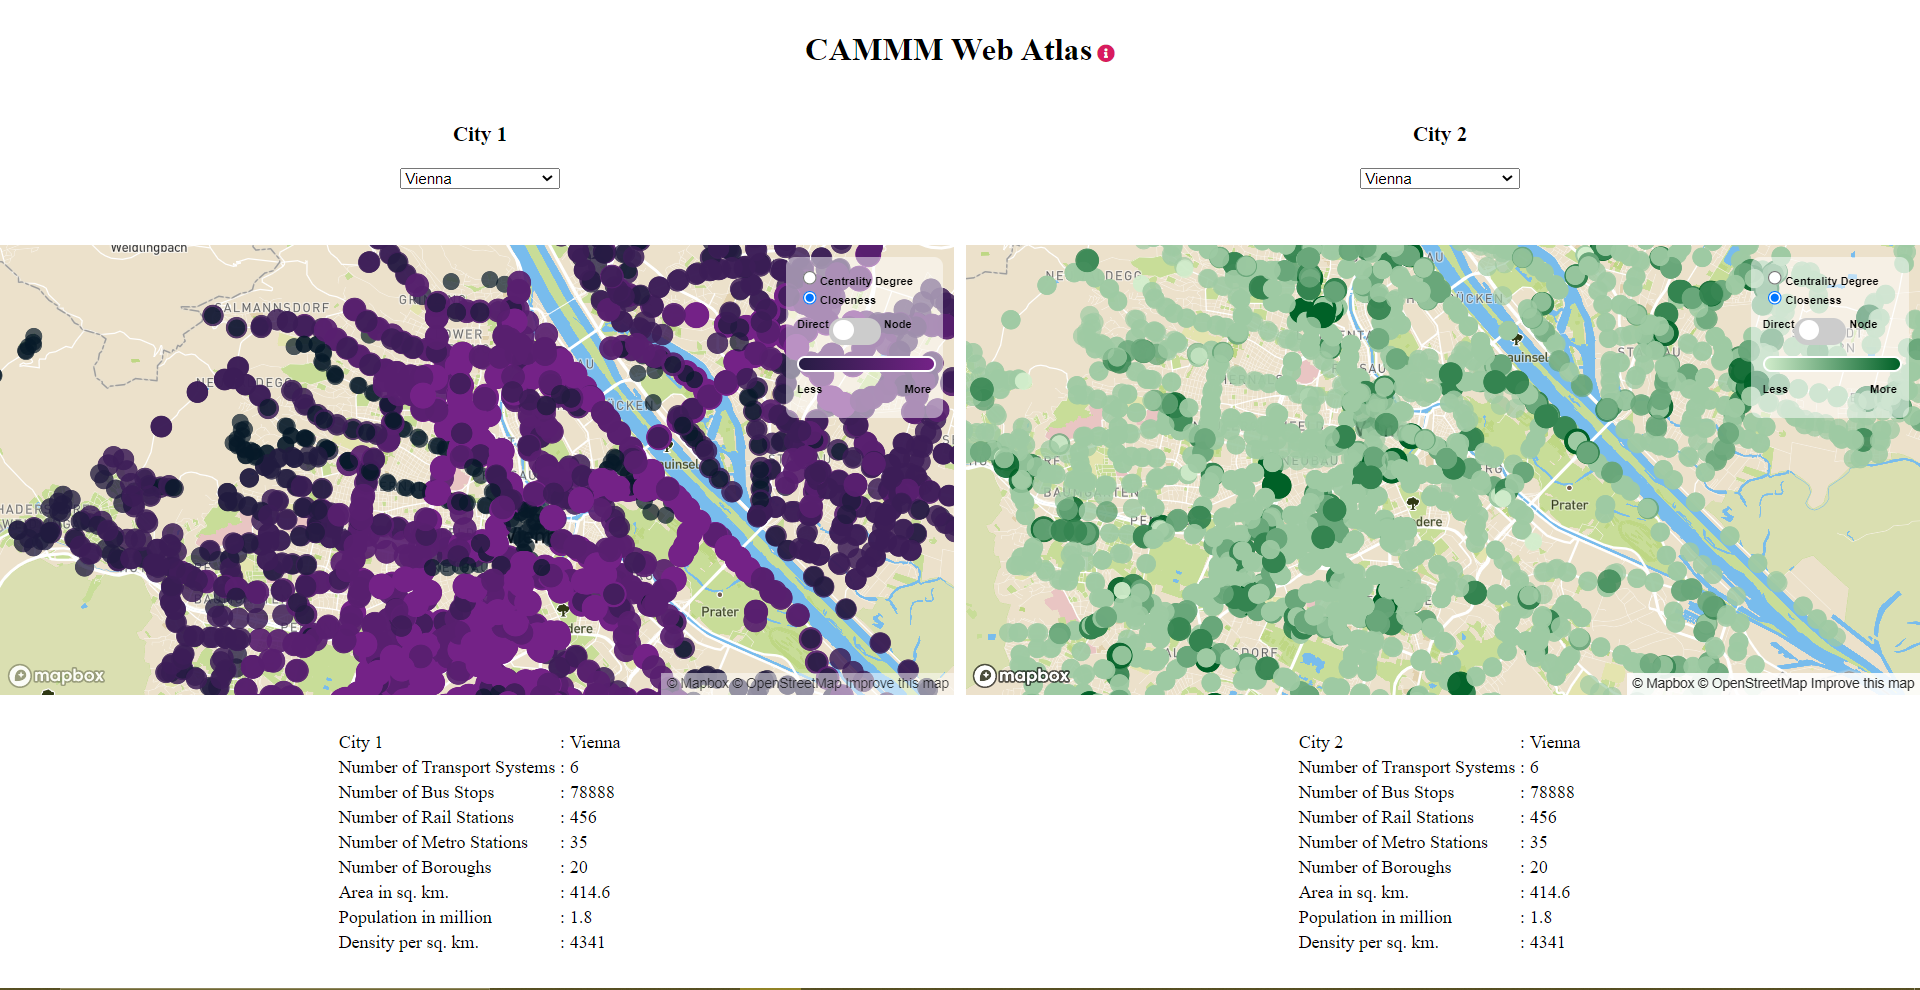 CAMMM Web Atlas
City 1
Vienna
City 2
Vienna
Weidlingbach
SALMANNSDORF
Centrality Degree
Closeness
Direct
Node
Less
More
Prater
mapbox
© Mapbox © OpenStreetMap Improve this map
Centrality Degree
Closeness
Direct
Node
Less
More
auinsel
NEUBAU
BAUMGARTEN
Prater
dere
mapbox
© Mapbox © OpenStreetMap Improve this map
City 1 : Vienna
Number of Transport Systems : 6
Number of Bus Stops : 78888
Number of Rail Stations : 456
Number of Metro Stations : 35
Number of Boroughs : 20
Area in sq. km. : 414.6
Population in million : 1.8
Density per sq. km. : 4341
City 2 : Vienna
Number of Transport Systems : 6
Number of Bus Stops : 78888
Number of Rail Stations : 456
Number of Metro Stations : 35
Number of Boroughs : 20
Area in sq. km. : 414.6
Population in million : 1.8
Density per sq. km. : 4341